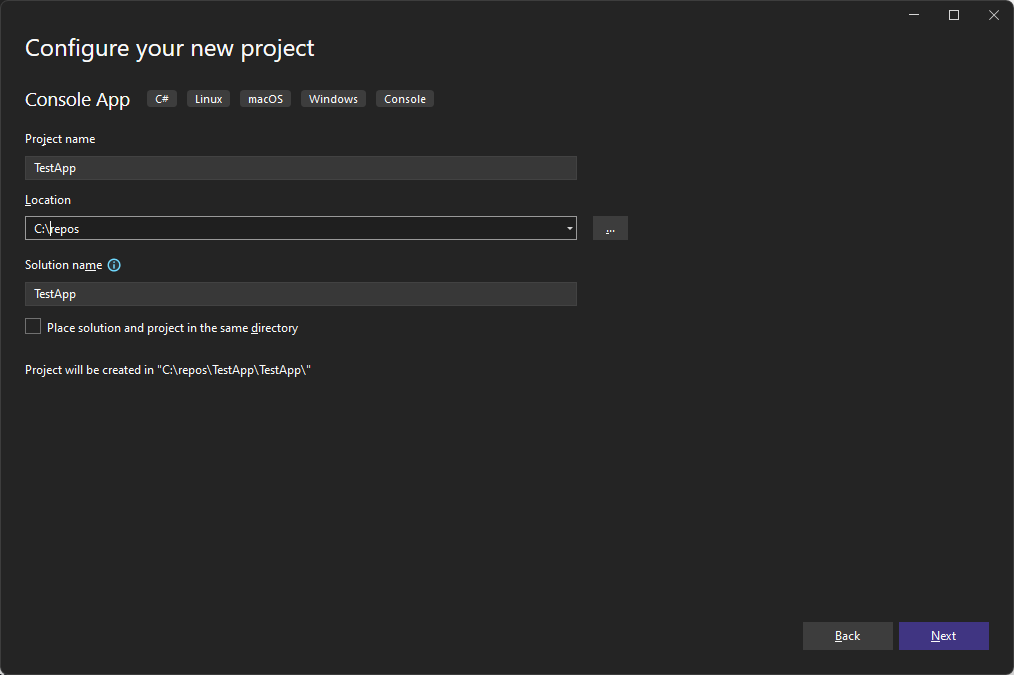 Configure your new project
Console App C# Linux macOS Windows Console
Project name
TestApp
Location
C:\repos
...
Solution name
TestApp
Place solution and project in the same directory
Project will be created in "C:\repos\TestApp\TestApp\"
Back Next